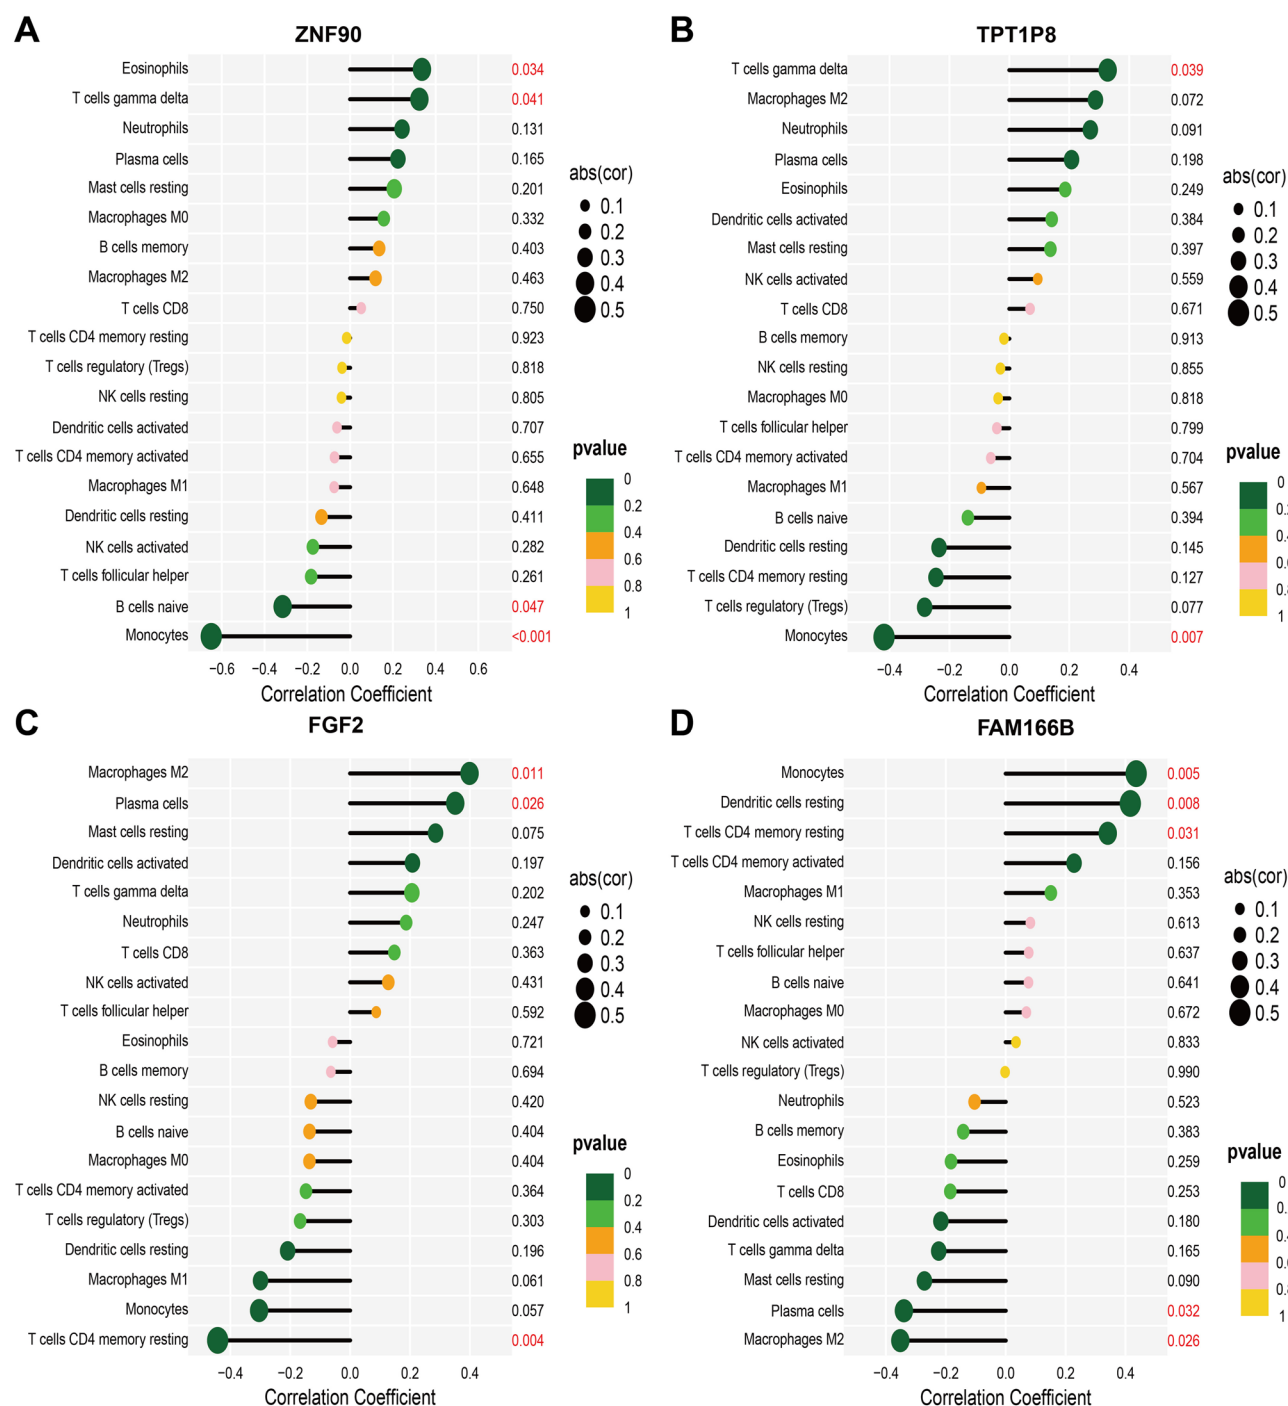 A
ZNF90
Eosinophils 0.034
T cells gamma delta 0.041
Neutrophils 0.131
Plasma cells 0.165
Mast cells resting 0.201
Macrophages M0 0.332
B cells memory 0.403
Macrophages M2 0.463
T cells CD8 0.750
T cells CD4 memory resting 0.923
T cells regulatory (Tregs) 0.818
NK cells resting 0.805
Dendritic cells activated 0.707
T cells CD4 memory activated 0.655
Macrophages M1 0.648
Dendritic cells resting 0.411
NK cells activated 0.282
T cells follicular helper 0.261
B cells naive 0.047
Monocytes <0.001
−0.6 −0.4 −0.2 0.0 0.2 0.4 0.6
Correlation Coefficient
abs(cor)
0.1
0.2
0.3
0.4
0.5
pvalue
0
0.2
0.4
0.6
0.8
1
B
TPT1P8
T cells gamma delta 0.039
Macrophages M2 0.072
Neutrophils 0.091
Plasma cells 0.198
Eosinophils 0.249
Dendritic cells activated 0.384
Mast cells resting 0.397
NK cells activated 0.559
T cells CD8 0.671
B cells memory 0.913
NK cells resting 0.855
Macrophages M0 0.818
T cells follicular helper 0.799
T cells CD4 memory activated 0.704
Macrophages M1 0.567
B cells naive 0.394
Dendritic cells resting 0.145
T cells CD4 memory resting 0.127
T cells regulatory (Tregs) 0.077
Monocytes 0.007
−0.4 −0.2 0.0 0.2 0.4
Correlation Coefficient
abs(cor)
0.1
0.2
0.3
0.4
0.5
pvalue
0
0.
0.
0.
0.
1
C
FGF2
Macrophages M2 0.011
Plasma cells 0.026
Mast cells resting 0.075
Dendritic cells activated 0.197
T cells gamma delta 0.202
Neutrophils 0.247
T cells CD8 0.363
NK cells activated 0.431
T cells follicular helper 0.592
Eosinophils 0.721
B cells memory 0.694
NK cells resting 0.420
B cells naive 0.404
Macrophages M0 0.404
T cells CD4 memory activated 0.364
T cells regulatory (Tregs) 0.303
Dendritic cells resting 0.196
Macrophages M1 0.061
Monocytes 0.057
T cells CD4 memory resting 0.004
−0.4 −0.2 0.0 0.2 0.4
Correlation Coefficient
abs(cor)
0.1
0.2
0.3
0.4
0.5
pvalue
0
0.2
0.4
0.6
0.8
1
D
FAM166B
Monocytes 0.005
Dendritic cells resting 0.008
T cells CD4 memory resting 0.031
T cells CD4 memory activated 0.156
Macrophages M1 0.353
NK cells resting 0.613
T cells follicular helper 0.637
B cells naive 0.641
Macrophages M0 0.672
NK cells activated 0.833
T cells regulatory (Tregs) 0.990
Neutrophils 0.523
B cells memory 0.383
Eosinophils 0.259
T cells CD8 0.253
Dendritic cells activated 0.180
T cells gamma delta 0.165
Mast cells resting 0.090
Plasma cells 0.032
Macrophages M2 0.026
−0.4 −0.2 0.0 0.2 0.4
Correlation Coefficient
abs(cor)
0.1
0.2
0.3
0.4
0.5
pvalue
0
0.
0.
0.
0.
1